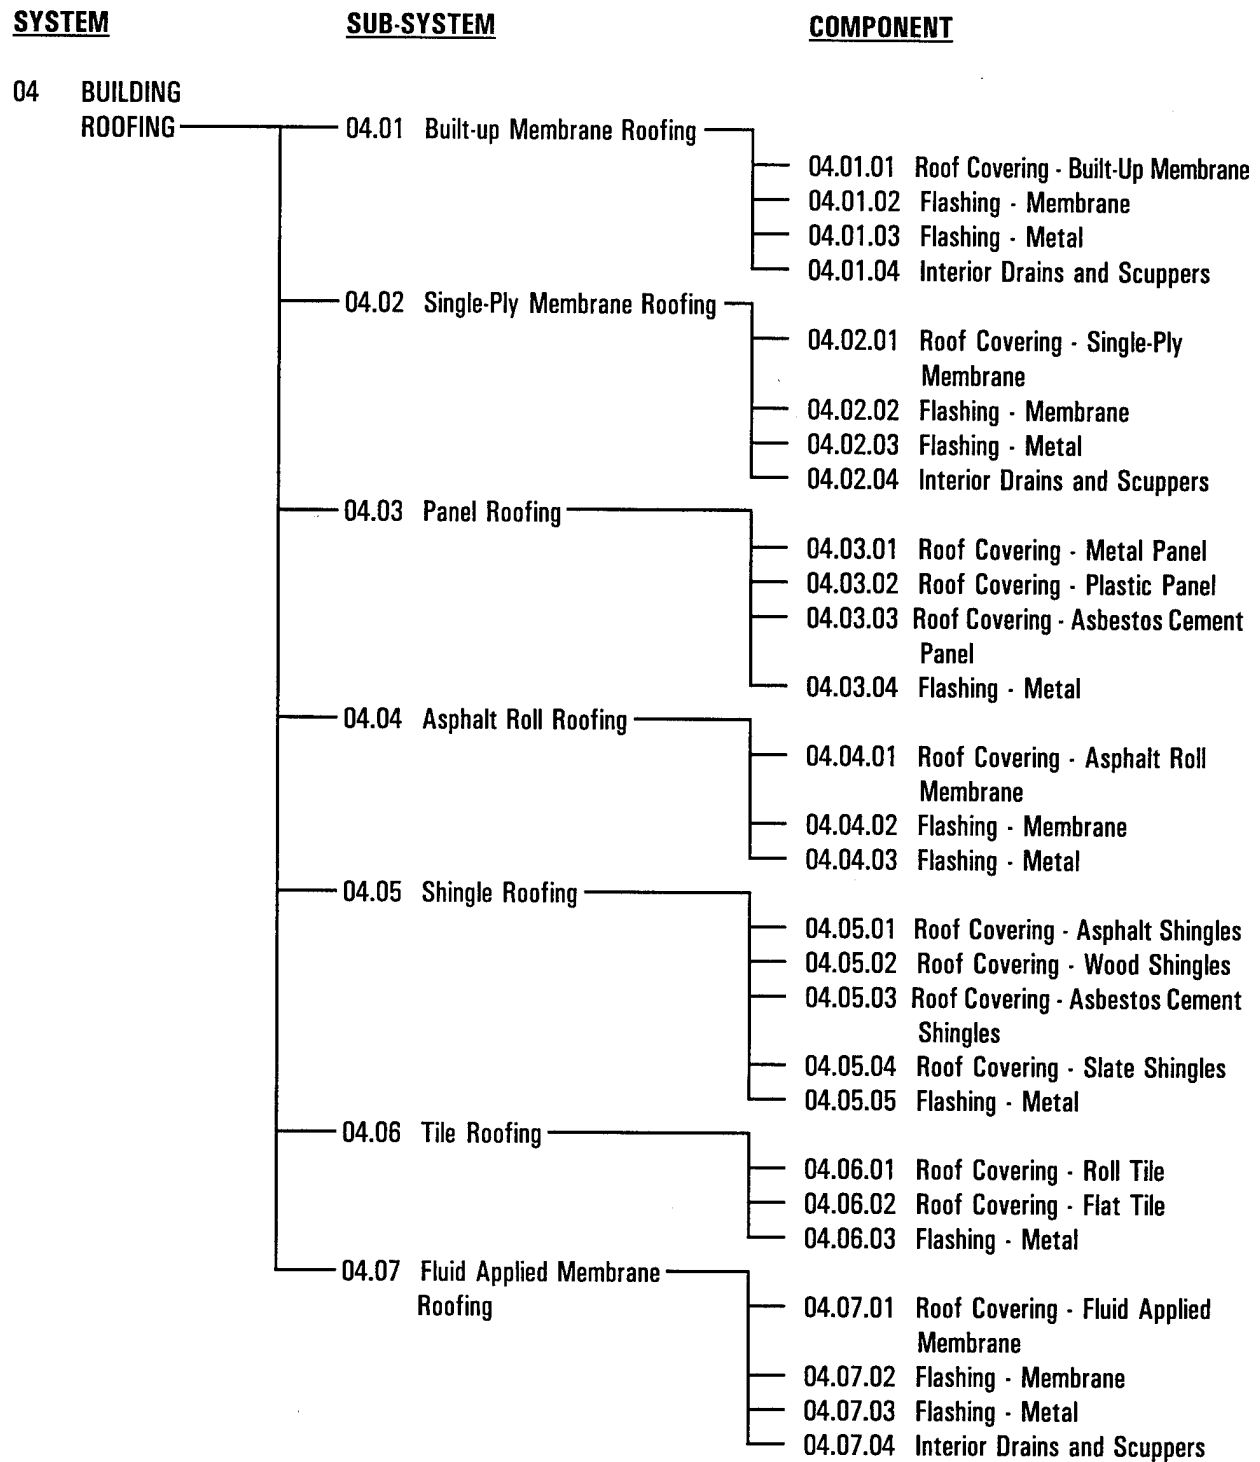 SYSTEM SUB-SYSTEM COMPONENT
04 BUILDING
ROOFING 04.01 Built-up Membrane Roofing
04.01.01 Roof Covering - Built-Up Membrane
04.01.02 Flashing - Membrane
04.01.03 Flashing - Metal
04.01.04 Interior Drains and Scuppers
04.02 Single-Ply Membrane Roofing
04.02.01 Roof Covering - Single-Ply
Membrane
04.02.02 Flashing - Membrane
04.02.03 Flashing - Metal
04.02.04 Interior Drains and Scuppers
04.03 Panel Roofing
04.03.01 Roof Covering - Metal Panel
04.03.02 Roof Covering - Plastic Panel
04.03.03 Roof Covering - Asbestos Cement
Panel
04.03.04 Flashing - Metal
04.04 Asphalt Roll Roofing
04.04.01 Roof Covering - Asphalt Roll
Membrane
04.04.02 Flashing - Membrane
04.04.03 Flashing - Metal
04.05 Shingle Roofing
04.05.01 Roof Covering - Asphalt Shingles
04.05.02 Roof Covering - Wood Shingles
04.05.03 Roof Covering - Asbestos Cement
Shingles
04.05.04 Roof Covering - Slate Shingles
04.05.05 Flashing - Metal
04.06 Tile Roofing
04.06.01 Roof Covering - Roll Tile
04.06.02 Roof Covering - Flat Tile
04.06.03 Flashing - Metal
04.07 Fluid Applied Membrane
Roofing
04.07.01 Roof Covering - Fluid Applied
Membrane
04.07.02 Flashing - Membrane
04.07.03 Flashing - Metal
04.07.04 Interior Drains and Scuppers